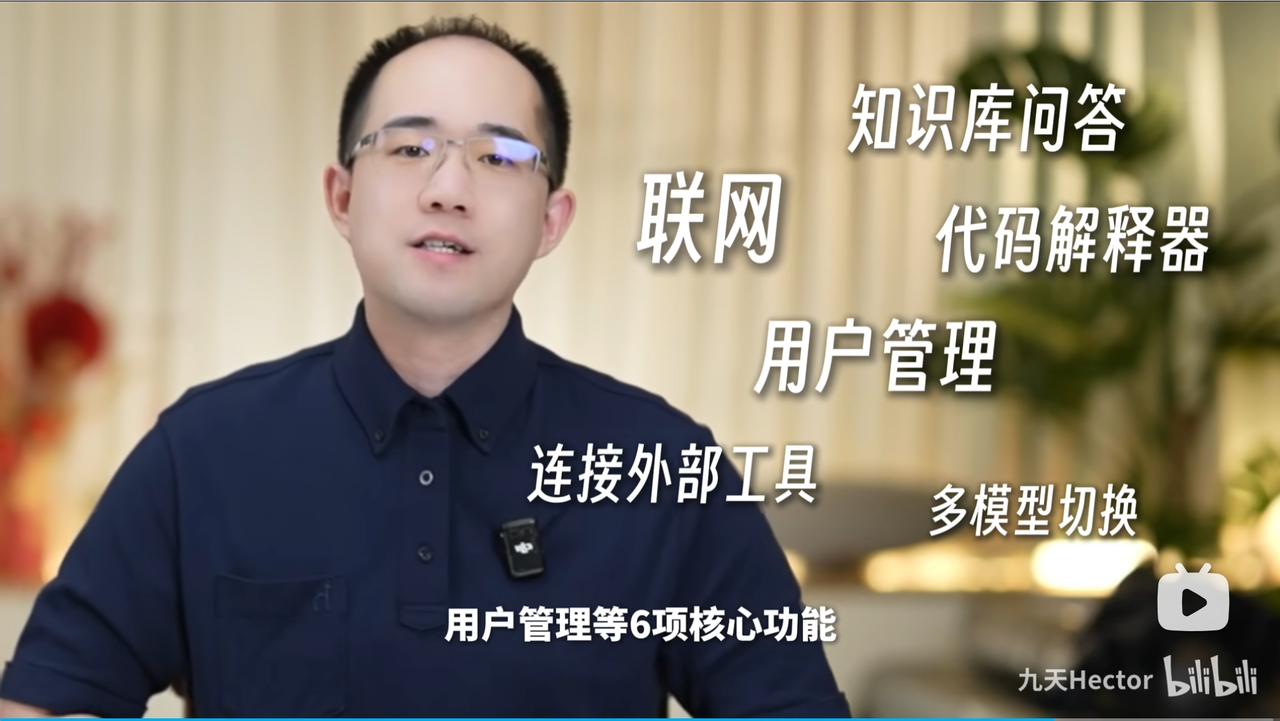 知识库问答
联网
代码解释器
用户管理
连接外部工具
多模型切换
用户管理等6项核心功能
九天Hector bilibili